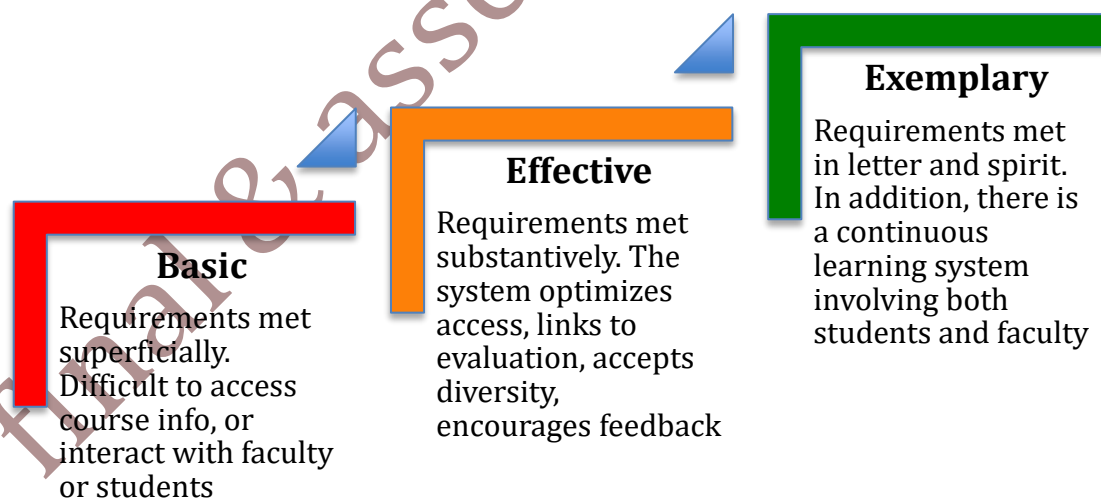 Basic
Requirements met
superficially.
Difficult to access
course info, or
interact with faculty
or students
Effective
Requirements met
substantively. The
system optimizes
access, links to
evaluation, accepts
diversity,
encourages feedback
Exemplary
Requirements met
in letter and spirit.
In addition, there is
a continuous
learning system
involving both
students and faculty
final & asso